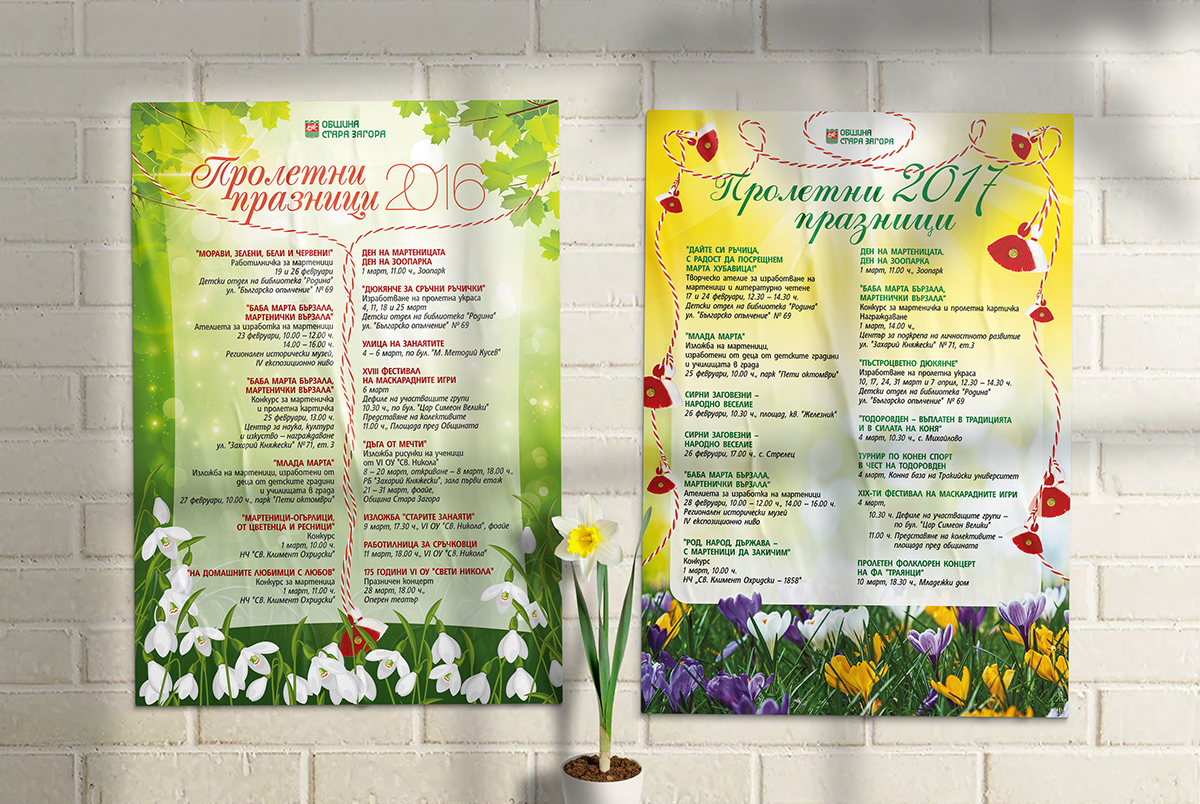 ОБЩИНА
СТАРА ЗАГОРА
Пролетни
празници 2016
"МОРАВИ, ЗЕЛЕНИ, БЕЛИ И ЧЕРВЕНИ!"
Работилничка за мартеници
19 и 26 февруари
Детски отдел на библиотека "Родина"
ул. "Българско опълчение" № 69
"БАБА МАРТА БЪРЗАЛА,
МАРТЕНИЧКИ ВЪРЗАЛА"
Ателиета за изработка на мартеници
23 февруари, 10.00 – 12.00 ч.
14.00 – 16.00 ч.
Регионален исторически музей,
IV експозиционно ниво
"БАБА МАРТА БЪРЗАЛА,
МАРТЕНИЧКИ ВЪРЗАЛА"
Конкурс за мартеничка
и пролетна картичка
25 февруари, 13.00 ч.
Център за наука, култура
и изкуство – награждаване
ул. "Захарий Княжески" №71, ет.3
"МЛАДА МАРТА"
Изложба на мартеници, изработени от
деца от детските градини
и училищата в града
27 февруари, 10.00 ч., парк "Пети октомври"
"МАРТЕНИЦИ-ОГЪРЛИЦИ,
ОТ ЦВЕТЕНЦА И РЕСНИЦИ"
Конкурс
1 март, 10.00 ч.
НЧ "СВ. Климент Охридски"
"НА ДОМАШНИТЕ ЛЮБИМЦИ С ЛЮБОВ"
Конкурс за мартеница
1 март, 11.00 ч.
НЧ "СВ. Климент Охридски"
ДЕН НА МАРТЕНИЦАТА
ДЕН НА ЗООПАРКА
1 март, 11.00 ч., Зоопарк
"ДЮКЯНЧЕ ЗА СРЪЧНИ РЪЧИЧКИ"
Изработване на пролетна украса
4, 11, 18 и 25 март
Детски отдел на библиотека "Родина"
ул. "Българско опълчение" № 69
УЛИЦА НА ЗАНАЯТИТЕ
4 – 6 март, по бул. "М. Методий Кусев"
XVIII ФЕСТИВАЛ
НА МАСКАРАДНИТЕ ИГРИ
6 март
Дефиле на участващите групи
10.30 ч., по бул. "Цар Симеон Велики"
Представяне на колективите
11.00 ч., Площада пред Общината
"ДЪГА ОТ МЕЧТИ"
Изложба рисунки на ученици
от VI ОУ "СВ. Никола"
8 – 20 март, откриване – 8 март, 18.00 ч.,
РБ "Захарий Княжески", зала първи етаж
21 – 31 март, фоайе,
Община Стара Загора
ИЗЛОЖБА "СТАРИТЕ ЗАНАЯТИ"
9 март, 17.30 ч., VI ОУ "СВ. Никола", фоайе
РАБОТИЛНИЦА ЗА СРЪЧКОВЦИ
11 март, 18.00 ч., VI ОУ "СВ. Никола"
175 ГОДИНИ VI ОУ "СВЕТИ НИКОЛА"
Празничен концерт
28 март, 18.00 ч.,
Оперен театър
ОБЩИНА
СТАРА ЗАГОРА
Пролетни 2017
празници
"ДАЙТЕ СИ РЪЧИЦА,
С РАДОСТ ДА ПОСРЕЩНЕМ
МАРТА ХУБАВИЦА!"
Творческо ателие за изработване на
мартеници и литературно четене
17 и 24 февруари, 12.30 – 14.30 ч.
Детски отдел на библиотека "Родина"
ул. "Българско опълчение" № 69
"МЛАДА МАРТА"
Изложба на мартеници,
изработени от деца от детските градини
и училищата в града
25 февруари, 10.00 ч., парк "Пети октомври"
СИРНИ ЗАГОВЕЗНИ –
НАРОДНО ВЕСЕЛИЕ
26 февруари, 10.30 ч., площад, кв. "Железник"
СИРНИ ЗАГОВЕЗНИ –
НАРОДНО ВЕСЕЛИЕ
26 февруари, 17.00 ч., с. Стрелец
"БАБА МАРТА БЪРЗАЛА,
МАРТЕНИЧКИ ВЪРЗАЛА"
Ателиета за изработка на мартеници
28 февруари, 10.00 – 12.00 ч., 14.00 – 16.00 ч.
Регионален исторически музей
IV експозиционно ниво
"РОД, НАРОД, ДЪРЖАВА –
С МАРТЕНИЦИ ДА ЗАКИЧИМ"
Конкурс
1 март, 10.00 ч.
НЧ „СВ. Климент Охридски – 1858"
ДЕН НА МАРТЕНИЦАТА.
ДЕН НА ЗООПАРКА
1 март, 11.00 ч., Зоопарк
"БАБА МАРТА БЪРЗАЛА,
МАРТЕНИЧКИ ВЪРЗАЛА"
Конкурс за мартеничка и пролетна картичка
Награждаване
1 март, 14.00 ч.,
Център за подкрепа на личностното развитие
ул. "Захарий Княжески" № 71, ет.3
"ПЪСТРОЦВЕТНО ДЮКЯНЧЕ"
Изработване на пролетна украса
10, 17, 24, 31 март и 7 април, 12.30 – 14.30 ч.
Детски отдел на библиотека "Родина"
ул. "Българско опълчение" № 69
"ТОДОРОВДЕН – ВПЛАТЕН В ТРАДИЦИЯТА
И В СИЛАТА НА КОНЯ"
4 март, 10.30 ч., с. Михайлово
ТУРНИР ПО КОНЕН СПОРТ
В ЧЕСТ НА ТОДОРОВДЕН
4 март, Конна база на Тракийски университет
XIX-ТИ ФЕСТИВАЛ НА МАСКАРАДНИТЕ ИГРИ
4 март,
10.30 ч. Дефиле на участващите групи –
по бул. "Цар Симеон Велики"
11.00 ч. Представяне на колективите –
площада пред общината
ПРОЛЕТЕН ФОЛКЛОРЕН КОНЦЕРТ
НА ФА "ТРАЯНЦИ"
10 март, 18.30 ч., Младежки дом